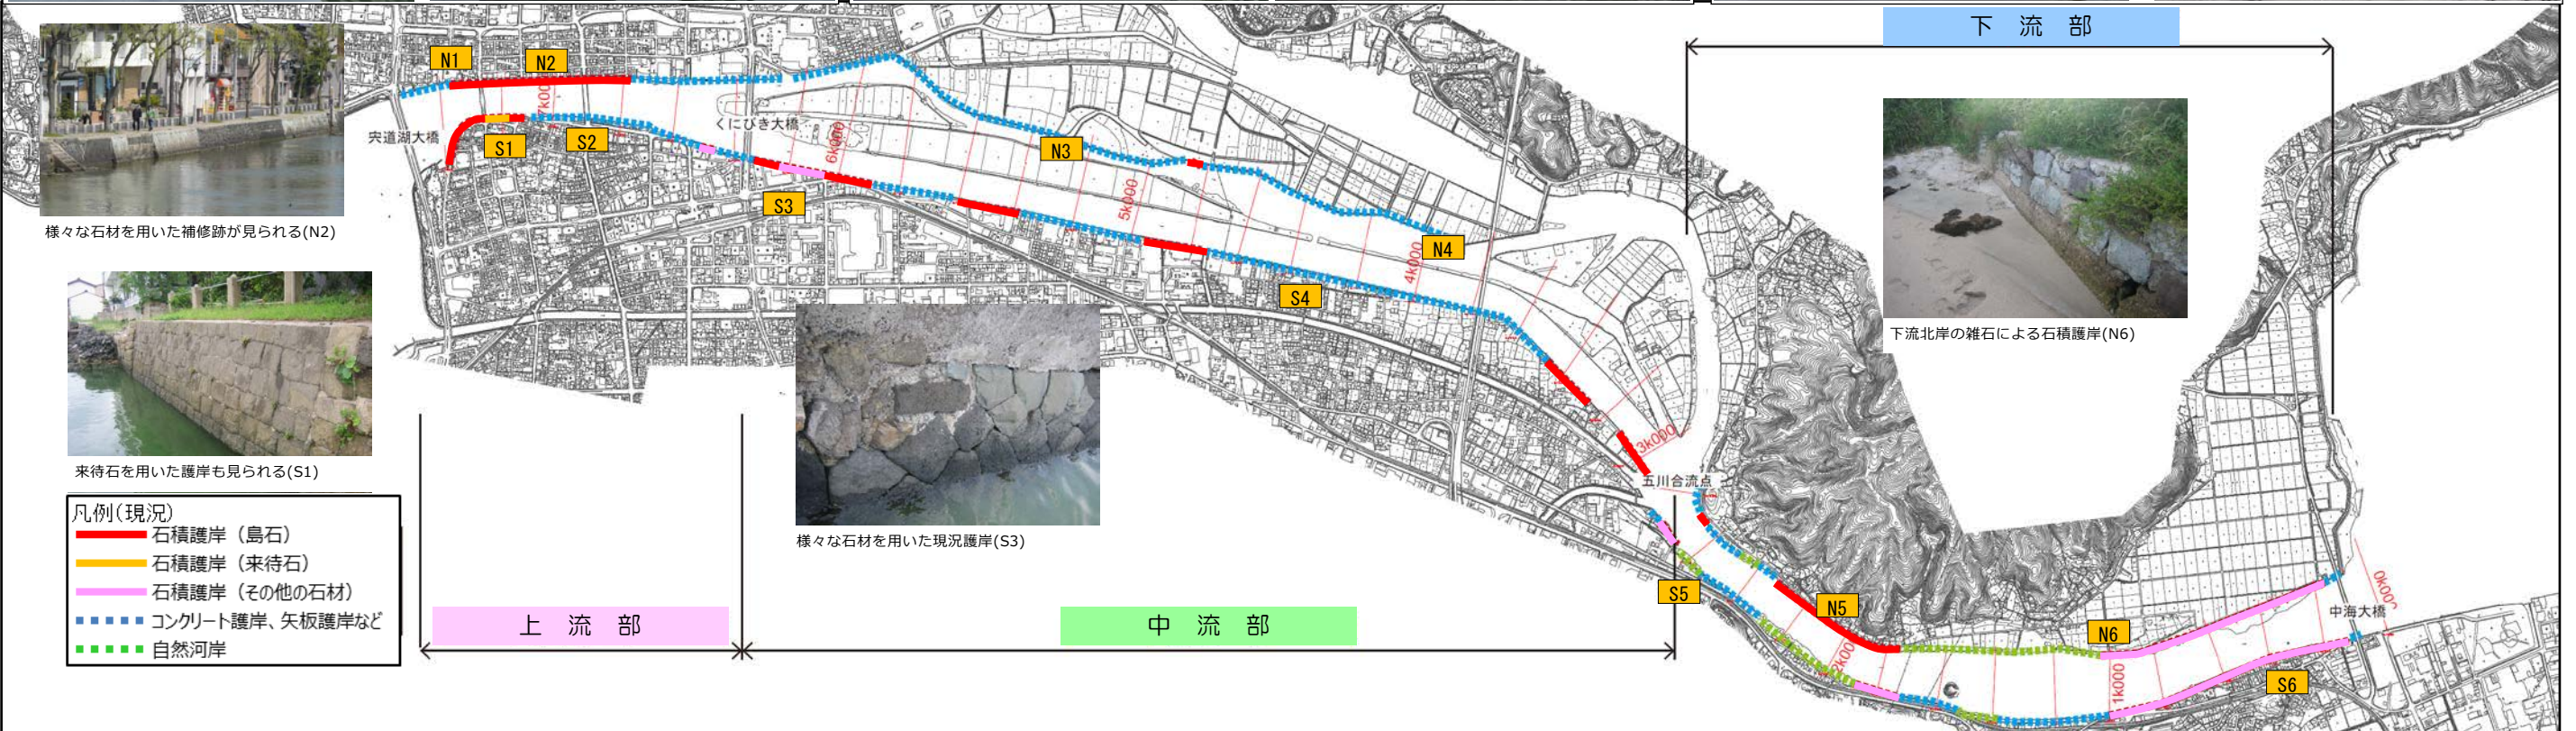 下 流 部
N1
N2
7k00
宍道湖大橋
S1
S2
くにびき大橋
6k000
N3
S3
5k000
4k000
N4
S4
様々な石材を用いた補修跡が見られる(N2)
来待石を用いた護岸も見られる(S1)
様々な石材を用いた現況護岸(S3)
下流北岸の雑石による石積護岸(N6)
3k000
五川合流点
S5
N5
2k00
N6
1k000
S6
0k000
中海大橋
凡例(現況)
石積護岸（島石）
石積護岸（来待石）
石積護岸（その他の石材）
コンクリート護岸、矢板護岸など
自然河岸
上 流 部
中 流 部